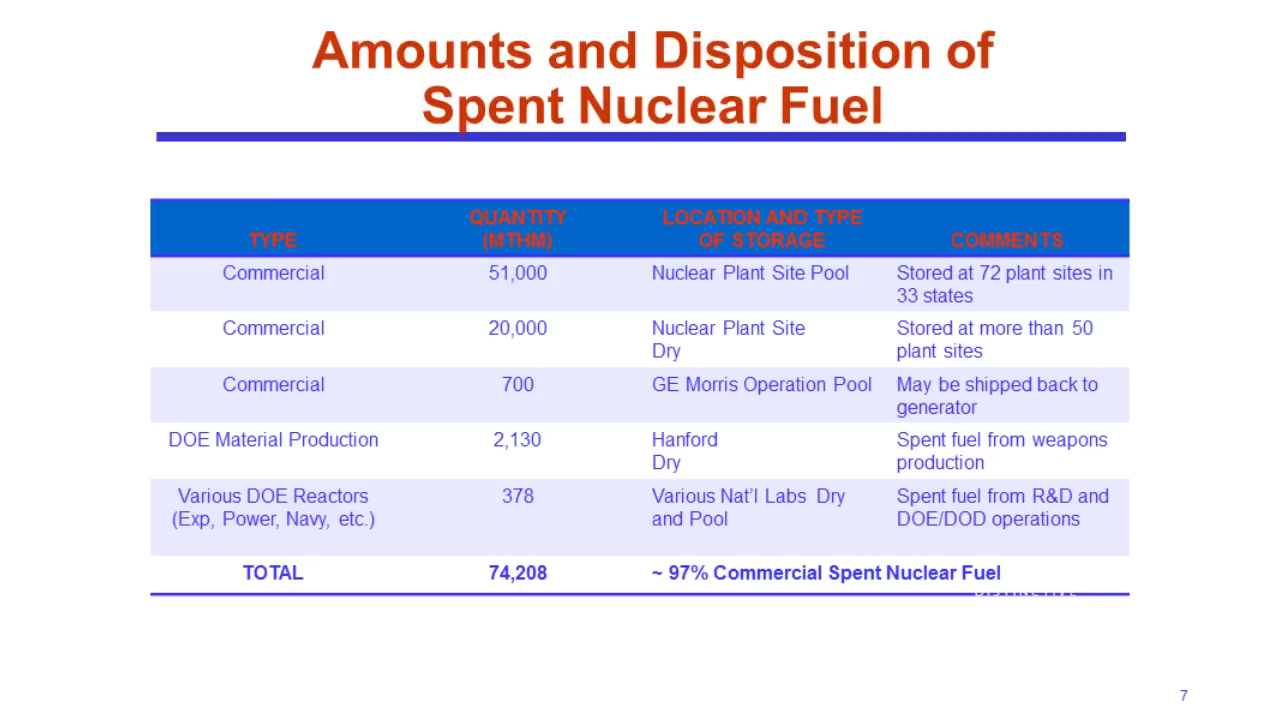 Amounts and Disposition of
Spent Nuclear Fuel
TYPE QUANTITY (MTHM) LOCATION AND TYPE OF STORAGE COMMENTS
Commercial 51,000 Nuclear Plant Site Pool Stored at 72 plant sites in
33 states
Commercial 20,000 Nuclear Plant Site Stored at more than 50
Dry plant sites
Commercial 700 GE Morris Operation Pool May be shipped back to
generator
DOE Material Production 2,130 Hanford Spent fuel from weapons
Dry production
Various DOE Reactors 378 Various Nat'l Labs Dry Spent fuel from R&D and
(Exp, Power, Navy, etc.) and Pool DOE/DOD operations
TOTAL 74,208 ~ 97% Commercial Spent Nuclear Fuel
7